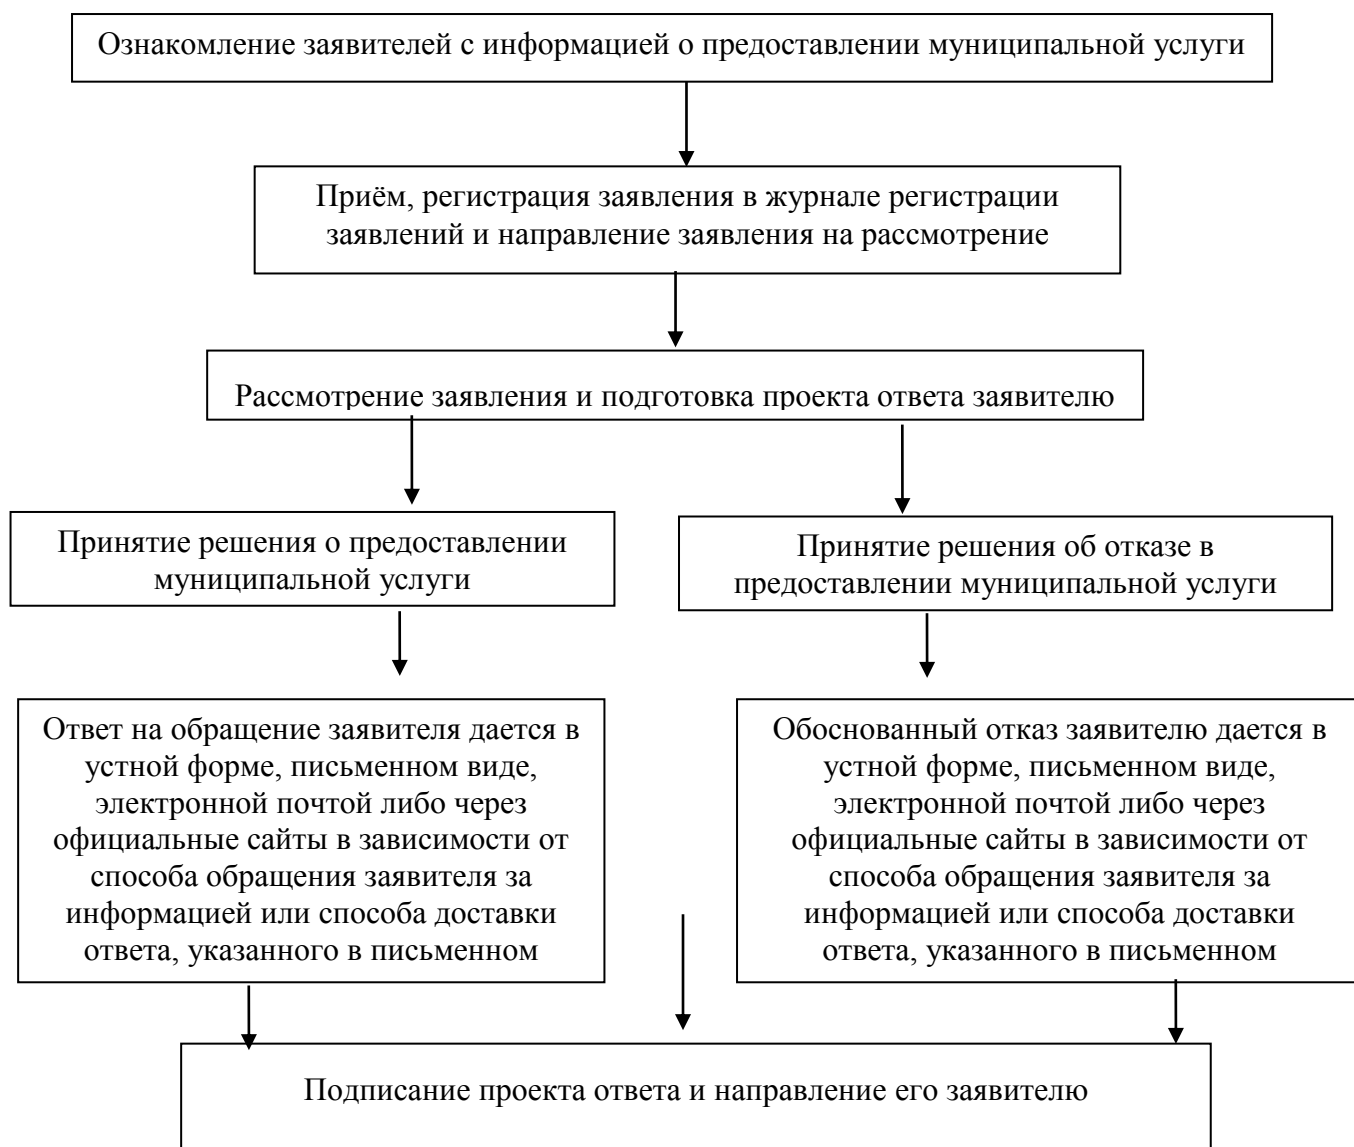 Ознакомление заявителей с информацией о предоставлении муниципальной услуги
Приём, регистрация заявления в журнале регистрации
заявлений и направление заявления на рассмотрение
Рассмотрение заявления и подготовка проекта ответа заявителю
Принятие решения о предоставлении
муниципальной услуги
Принятие решения об отказе в
предоставлении муниципальной услуги
Ответ на обращение заявителя дается в
устной форме, письменном виде,
электронной почтой либо через
официальные сайты в зависимости от
способа обращения заявителя за
информацией или способа доставки
ответа, указанного в письменном
Обоснованный отказ заявителю дается в
устной форме, письменном виде,
электронной почтой либо через
официальные сайты в зависимости от
способа обращения заявителя за
информацией или способа доставки
ответа, указанного в письменном
Подписание проекта ответа и направление его заявителю